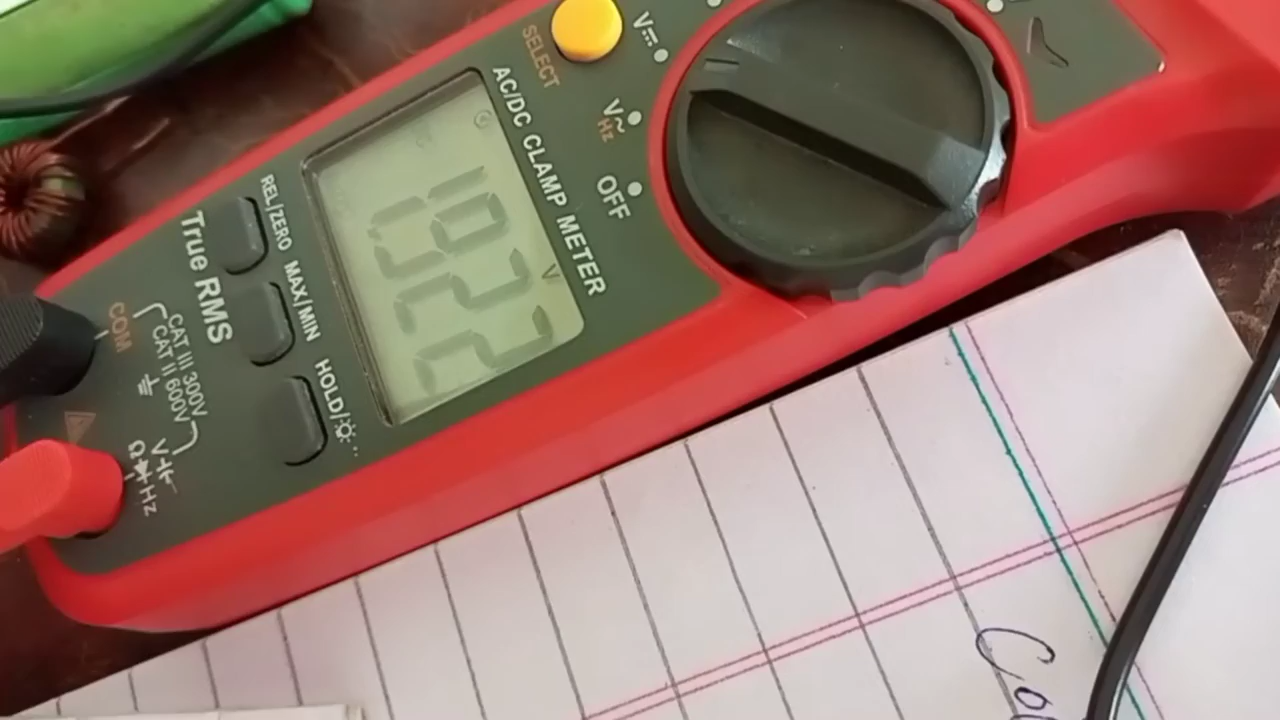 SELECT
V⎓
V~
Hz
OFF
AC/DC CLAMP METER
V
REL/ZERO MAX/MIN HOLD/
True RMS
COM
CAT III 300V
CAT II 600V
V
Ω Hz